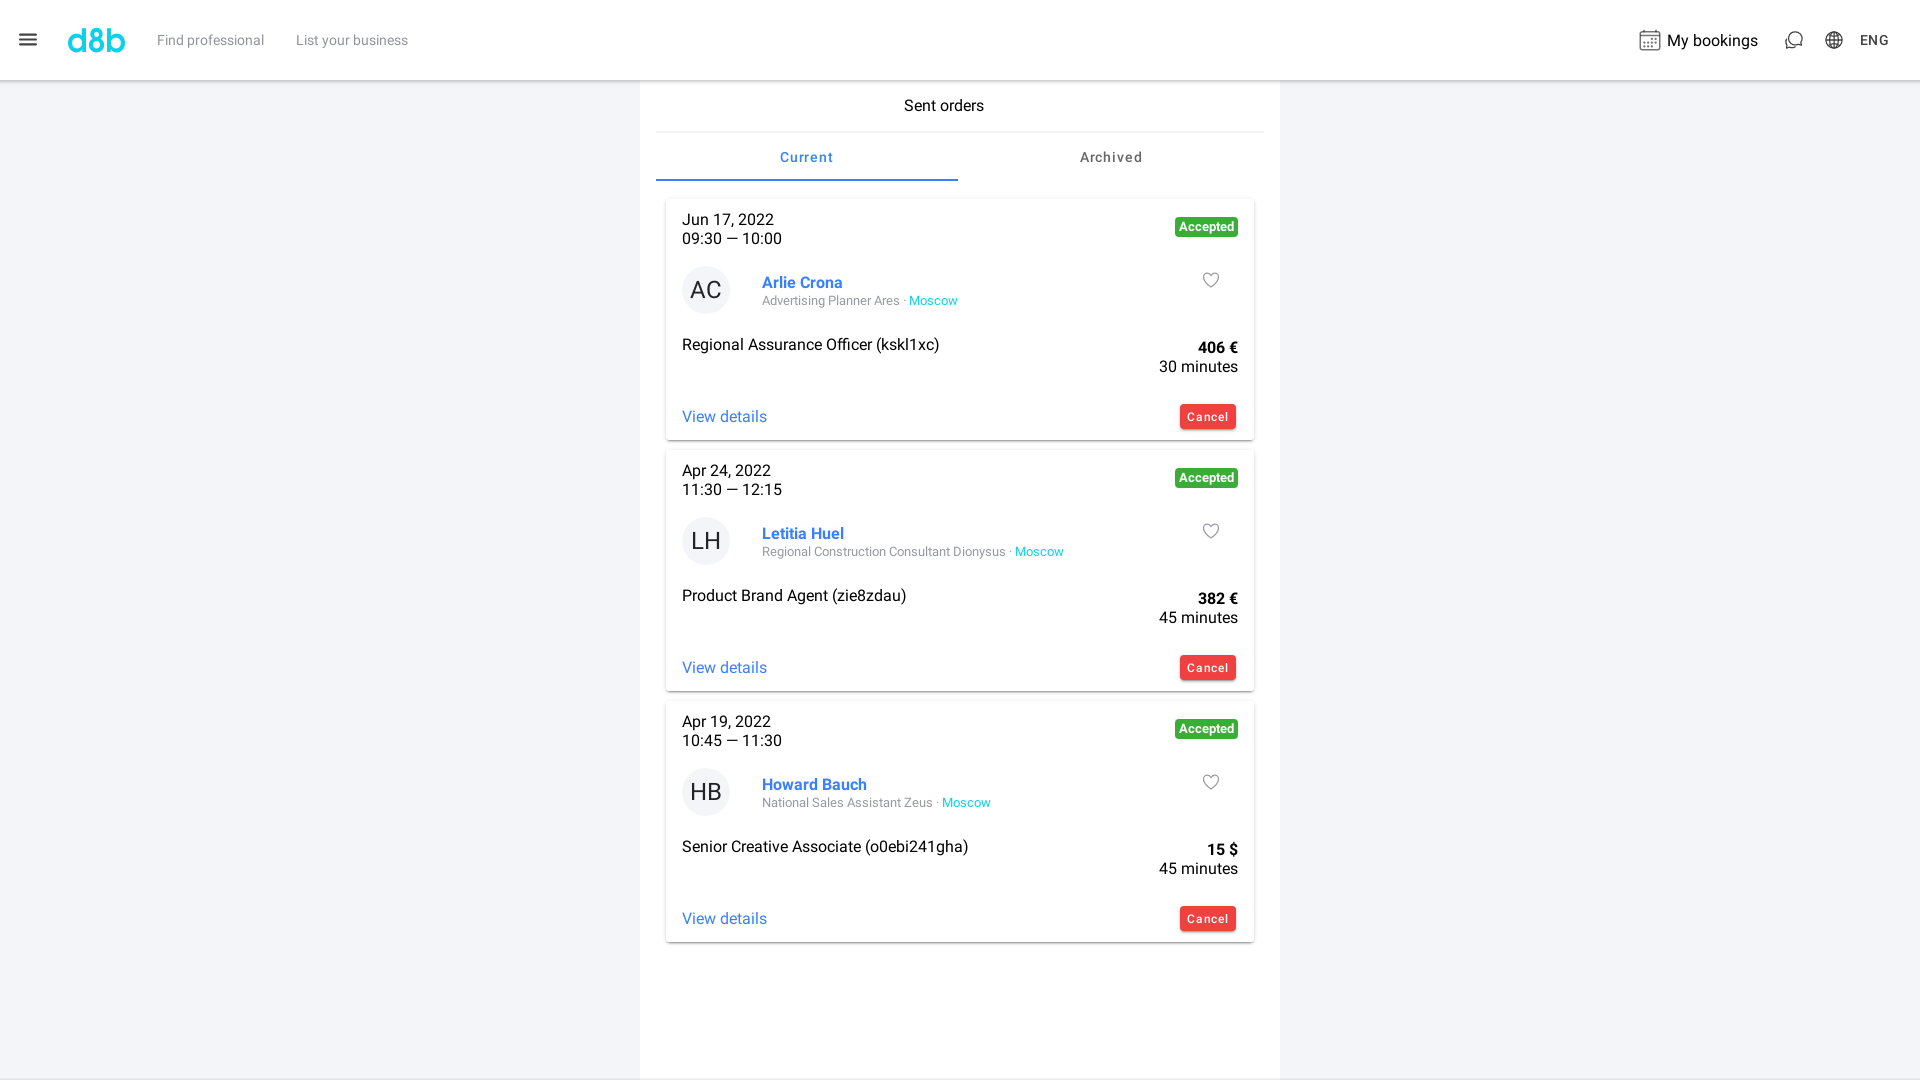 d8b
Find professional
List your business
My bookings
ENG
Sent orders
Current
Archived
Jun 17, 2022
09:30 — 10:00
Accepted
AC
Arlie Crona
Advertising Planner Ares · Moscow
Regional Assurance Officer (kskl1xc)
406 €
30 minutes
View details
Cancel
Apr 24, 2022
11:30 — 12:15
Accepted
LH
Letitia Huel
Regional Construction Consultant Dionysus · Moscow
Product Brand Agent (zie8zdau)
382 €
45 minutes
View details
Cancel
Apr 19, 2022
10:45 — 11:30
Accepted
HB
Howard Bauch
National Sales Assistant Zeus · Moscow
Senior Creative Associate (o0ebi241gha)
15 $
45 minutes
View details
Cancel